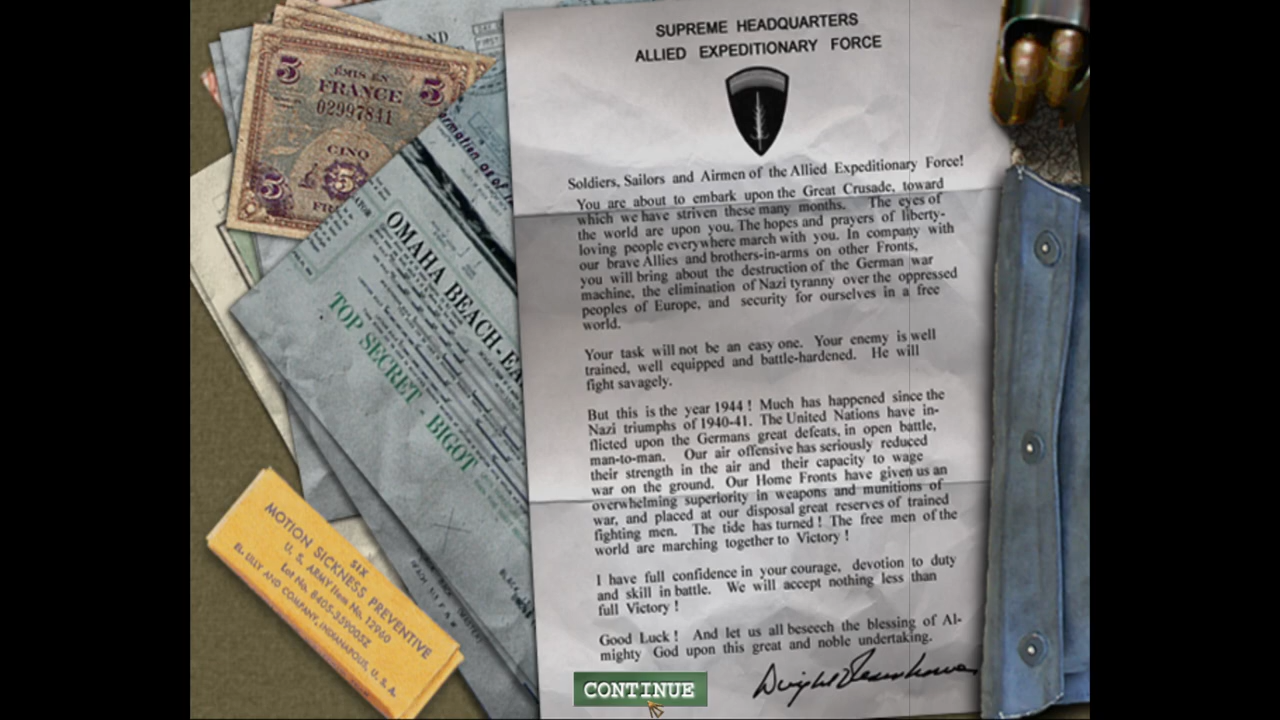 5
5
ÉMIS EN
FRANCE
02997841
CINQ
5
5
OMAHA BEACH-EA
TOP SECRET - BIGOT
SIX
MOTION SICKNESS PREVENTIVE
U. S. ARMY Item No. 12960
Lot No. 8405-359005Z
ELI LILLY AND COMPANY, INDIANAPOLIS, U. S. A.
SUPREME HEADQUARTERS
ALLIED EXPEDITIONARY FORCE
Soldiers, Sailors and Airmen of the Allied Expeditionary Force!
You are about to embark upon the Great Crusade, toward
which we have striven these many months. The eyes of
the world are upon you. The hopes and prayers of liberty-
loving people everywhere march with you. In company with
our brave Allies and brothers-in-arms on other Fronts,
you will bring about the destruction of the German war
machine, the elimination of Nazi tyranny over the oppressed
peoples of Europe, and security for ourselves in a free
world.
Your task will not be an easy one. Your enemy is well
trained, well equipped and battle-hardened. He will
fight savagely.
But this is the year 1944 ! Much has happened since the
Nazi triumphs of 1940-41. The United Nations have in-
flicted upon the Germans great defeats, in open battle,
man-to-man. Our air offensive has seriously reduced
their strength in the air and their capacity to wage
war on the ground. Our Home Fronts have given us an
overwhelming superiority in weapons and munitions of
war, and placed at our disposal great reserves of trained
fighting men. The tide has turned ! The free men of the
world are marching together to Victory !
I have full confidence in your courage, devotion to duty
and skill in battle. We will accept nothing less than
full Victory !
Good Luck ! And let us all beseech the blessing of Al-
mighty God upon this great and noble undertaking.
Dwight Eisenhower
CONTINUE